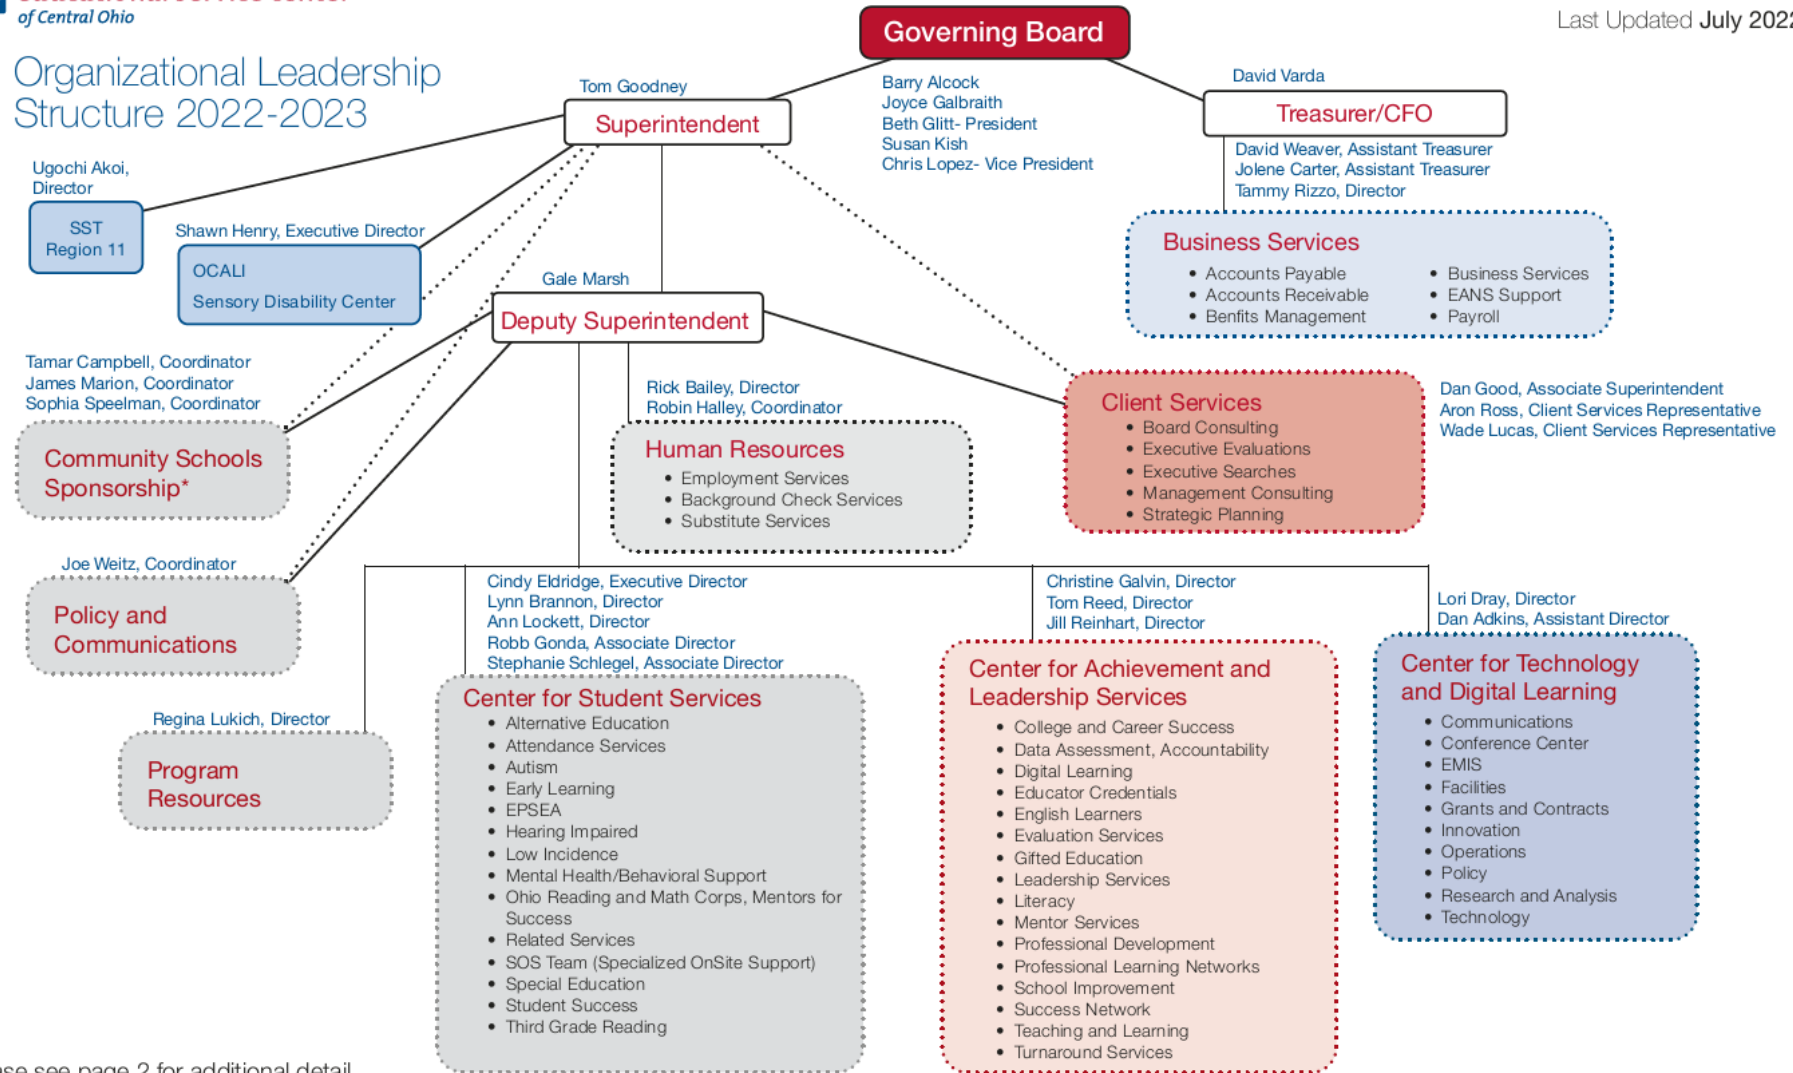 of Central Ohio
Last Updated July 2022
Organizational Leadership
Structure 2022-2023
Governing Board
Barry Alcock
Joyce Galbraith
Beth Glitt- President
Susan Kish
Chris Lopez- Vice President
Tom Goodney
Superintendent
David Varda
Treasurer/CFO
David Weaver, Assistant Treasurer
Jolene Carter, Assistant Treasurer
Tammy Rizzo, Director
Business Services
• Accounts Payable
• Accounts Receivable
• Benfits Management
• Business Services
• EANS Support
• Payroll
Ugochi Akoi,
Director
SST
Region 11
Shawn Henry, Executive Director
OCALI
Sensory Disability Center
Gale Marsh
Deputy Superintendent
Tamar Campbell, Coordinator
James Marion, Coordinator
Sophia Speelman, Coordinator
Community Schools
Sponsorship*
Rick Bailey, Director
Robin Halley, Coordinator
Human Resources
• Employment Services
• Background Check Services
• Substitute Services
Client Services
• Board Consulting
• Executive Evaluations
• Executive Searches
• Management Consulting
• Strategic Planning
Dan Good, Associate Superintendent
Aron Ross, Client Services Representative
Wade Lucas, Client Services Representative
Joe Weitz, Coordinator
Policy and
Communications
Regina Lukich, Director
Program
Resources
Cindy Eldridge, Executive Director
Lynn Brannon, Director
Ann Lockett, Director
Robb Gonda, Associate Director
Stephanie Schlegel, Associate Director
Center for Student Services
• Alternative Education
• Attendance Services
• Autism
• Early Learning
• EPSEA
• Hearing Impaired
• Low Incidence
• Mental Health/Behavioral Support
• Ohio Reading and Math Corps, Mentors for
Success
• Related Services
• SOS Team (Specialized OnSite Support)
• Special Education
• Student Success
• Third Grade Reading
Christine Galvin, Director
Tom Reed, Director
Jill Reinhart, Director
Center for Achievement and
Leadership Services
• College and Career Success
• Data Assessment, Accountability
• Digital Learning
• Educator Credentials
• English Learners
• Evaluation Services
• Gifted Education
• Leadership Services
• Literacy
• Mentor Services
• Professional Development
• Professional Learning Networks
• School Improvement
• Success Network
• Teaching and Learning
• Turnaround Services
Lori Dray, Director
Dan Adkins, Assistant Director
Center for Technology
and Digital Learning
• Communications
• Conference Center
• EMIS
• Facilities
• Grants and Contracts
• Innovation
• Operations
• Policy
• Research and Analysis
• Technology
see page 2 for additional detail